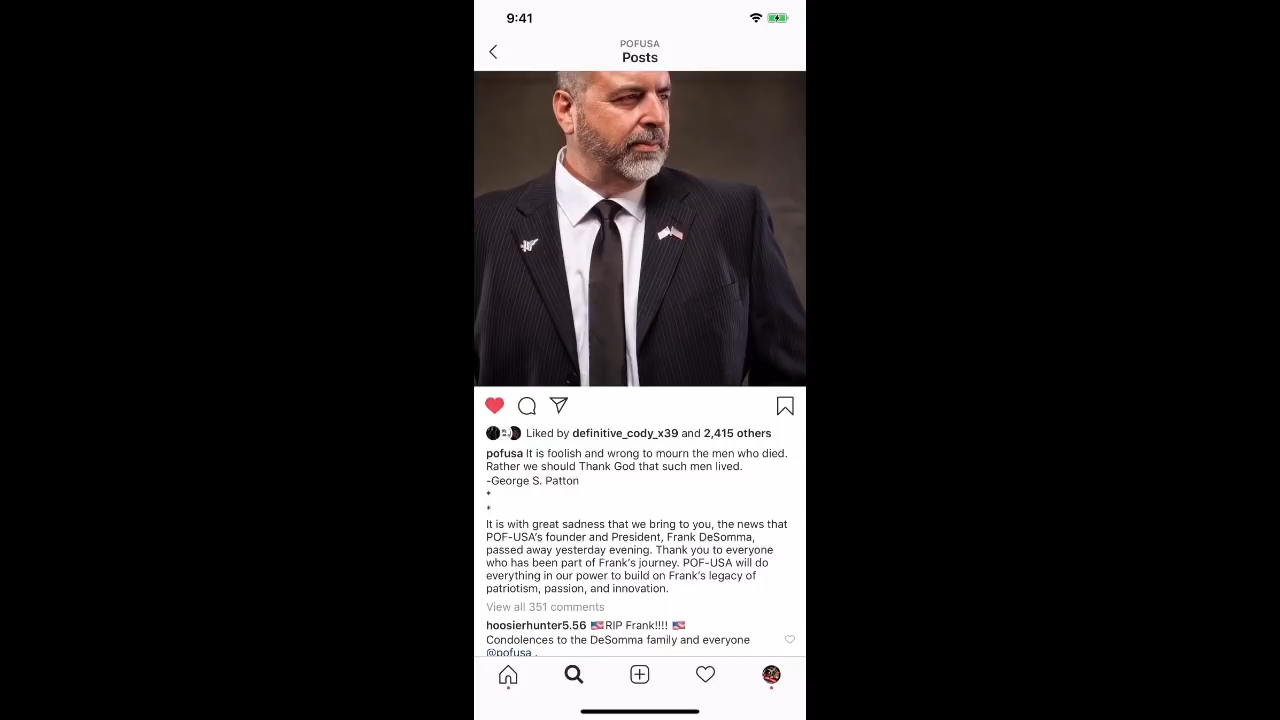 9:41
POFUSA
Posts
Liked by definitive_cody_x39 and 2,415 others
pofusa It is foolish and wrong to mourn the men who died.
Rather we should Thank God that such men lived.
-George S. Patton
*
*
It is with great sadness that we bring to you, the news that
POF-USA’s founder and President, Frank DeSomma,
passed away yesterday evening. Thank you to everyone
who has been part of Frank’s journey. POF-USA will do
everything in our power to build on Frank’s legacy of
patriotism, passion, and innovation.
View all 351 comments
hoosierhunter5.56 🇺🇸RIP Frank!!!! 🇺🇸
Condolences to the DeSomma family and everyone
@pofusa .